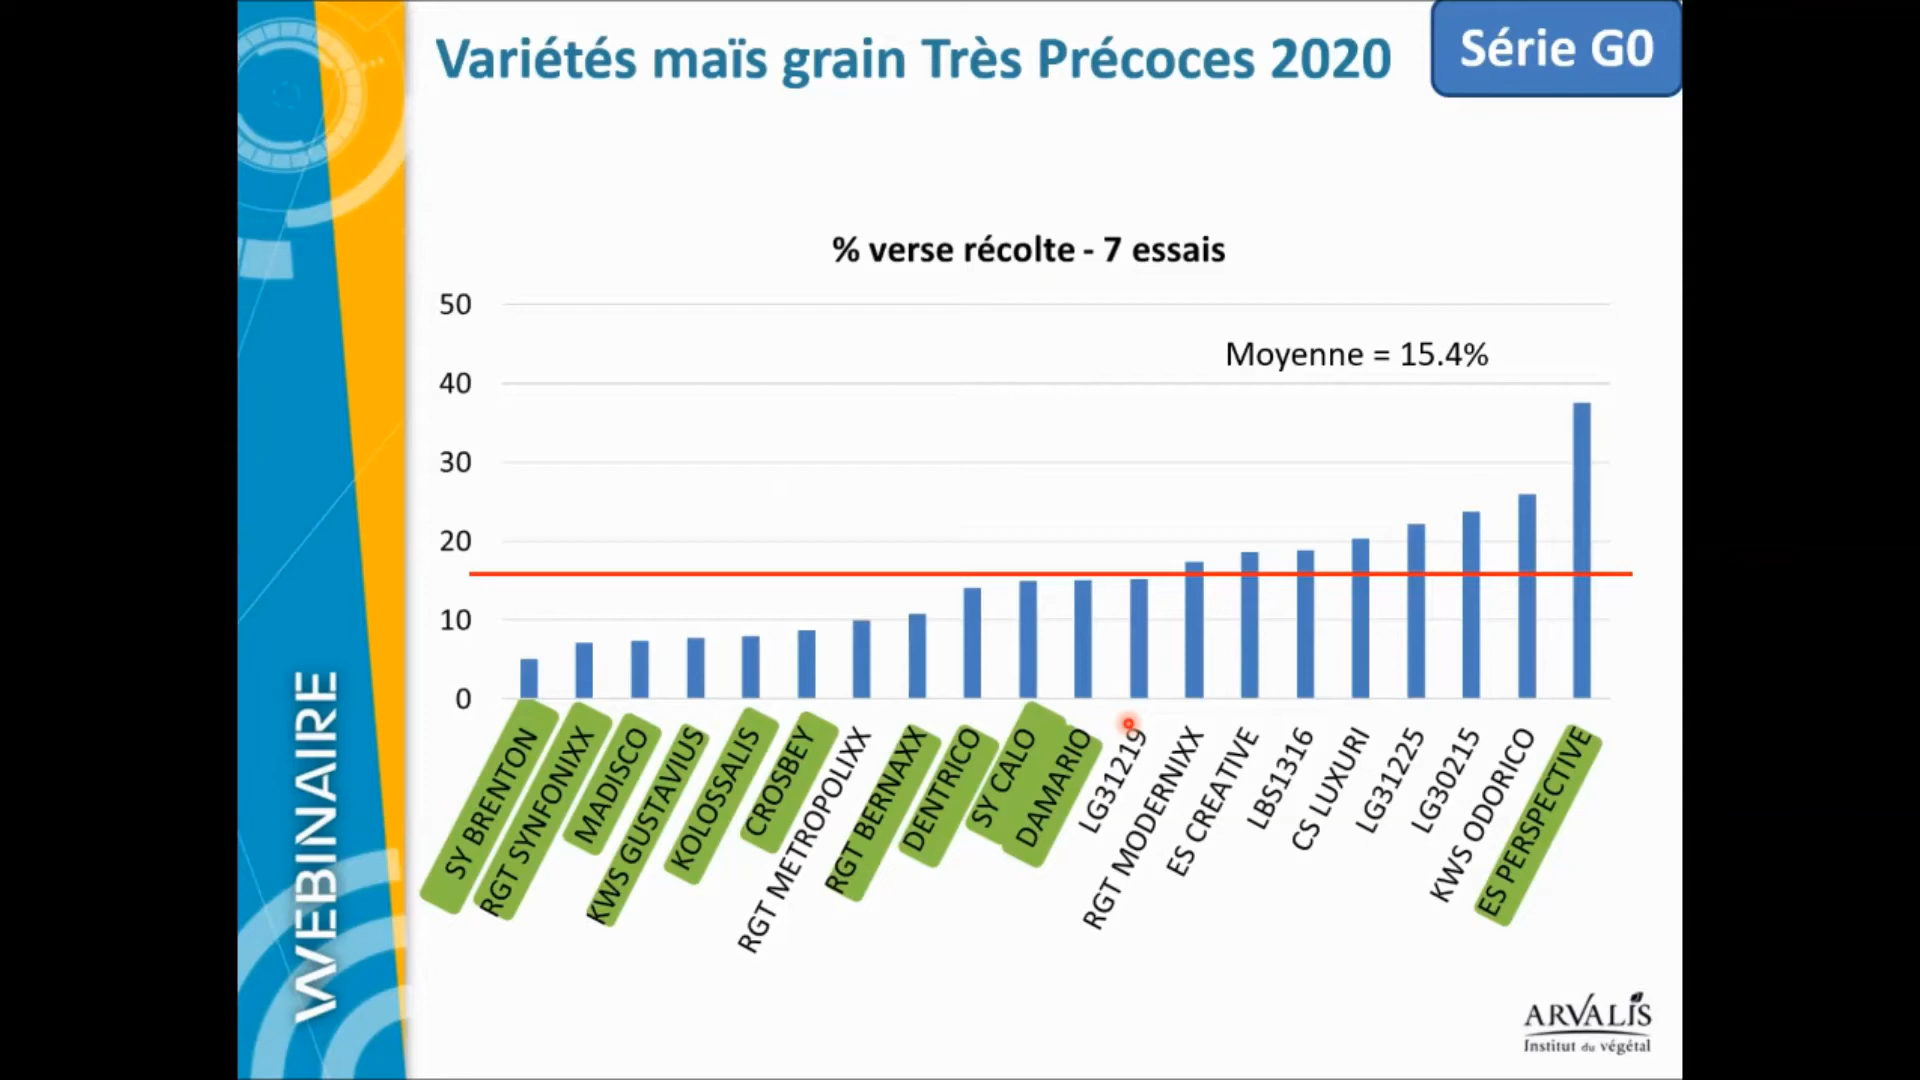 Variétés maïs grain Très Précoces 2020
Série G0
% verse récolte - 7 essais
50
Moyenne = 15.4%
40
30
20
10
0
SY BRENTON
RGT SYNFONIXX
MADISCO
KWS GUSTAVIUS
KOLOSSALIS
CROSBEY
RGT METROPOLIXX
RGT BERNAXX
DENTRICO
SY CALO
DAMARIO
LG31219
RGT MODERNIXX
ES CREATIVE
LBS1316
CS LUXURI
LG31225
LG30215
KWS ODORICO
ES PERSPECTIVE
WEBINAIRE
ARVALIS
Institut du végétal